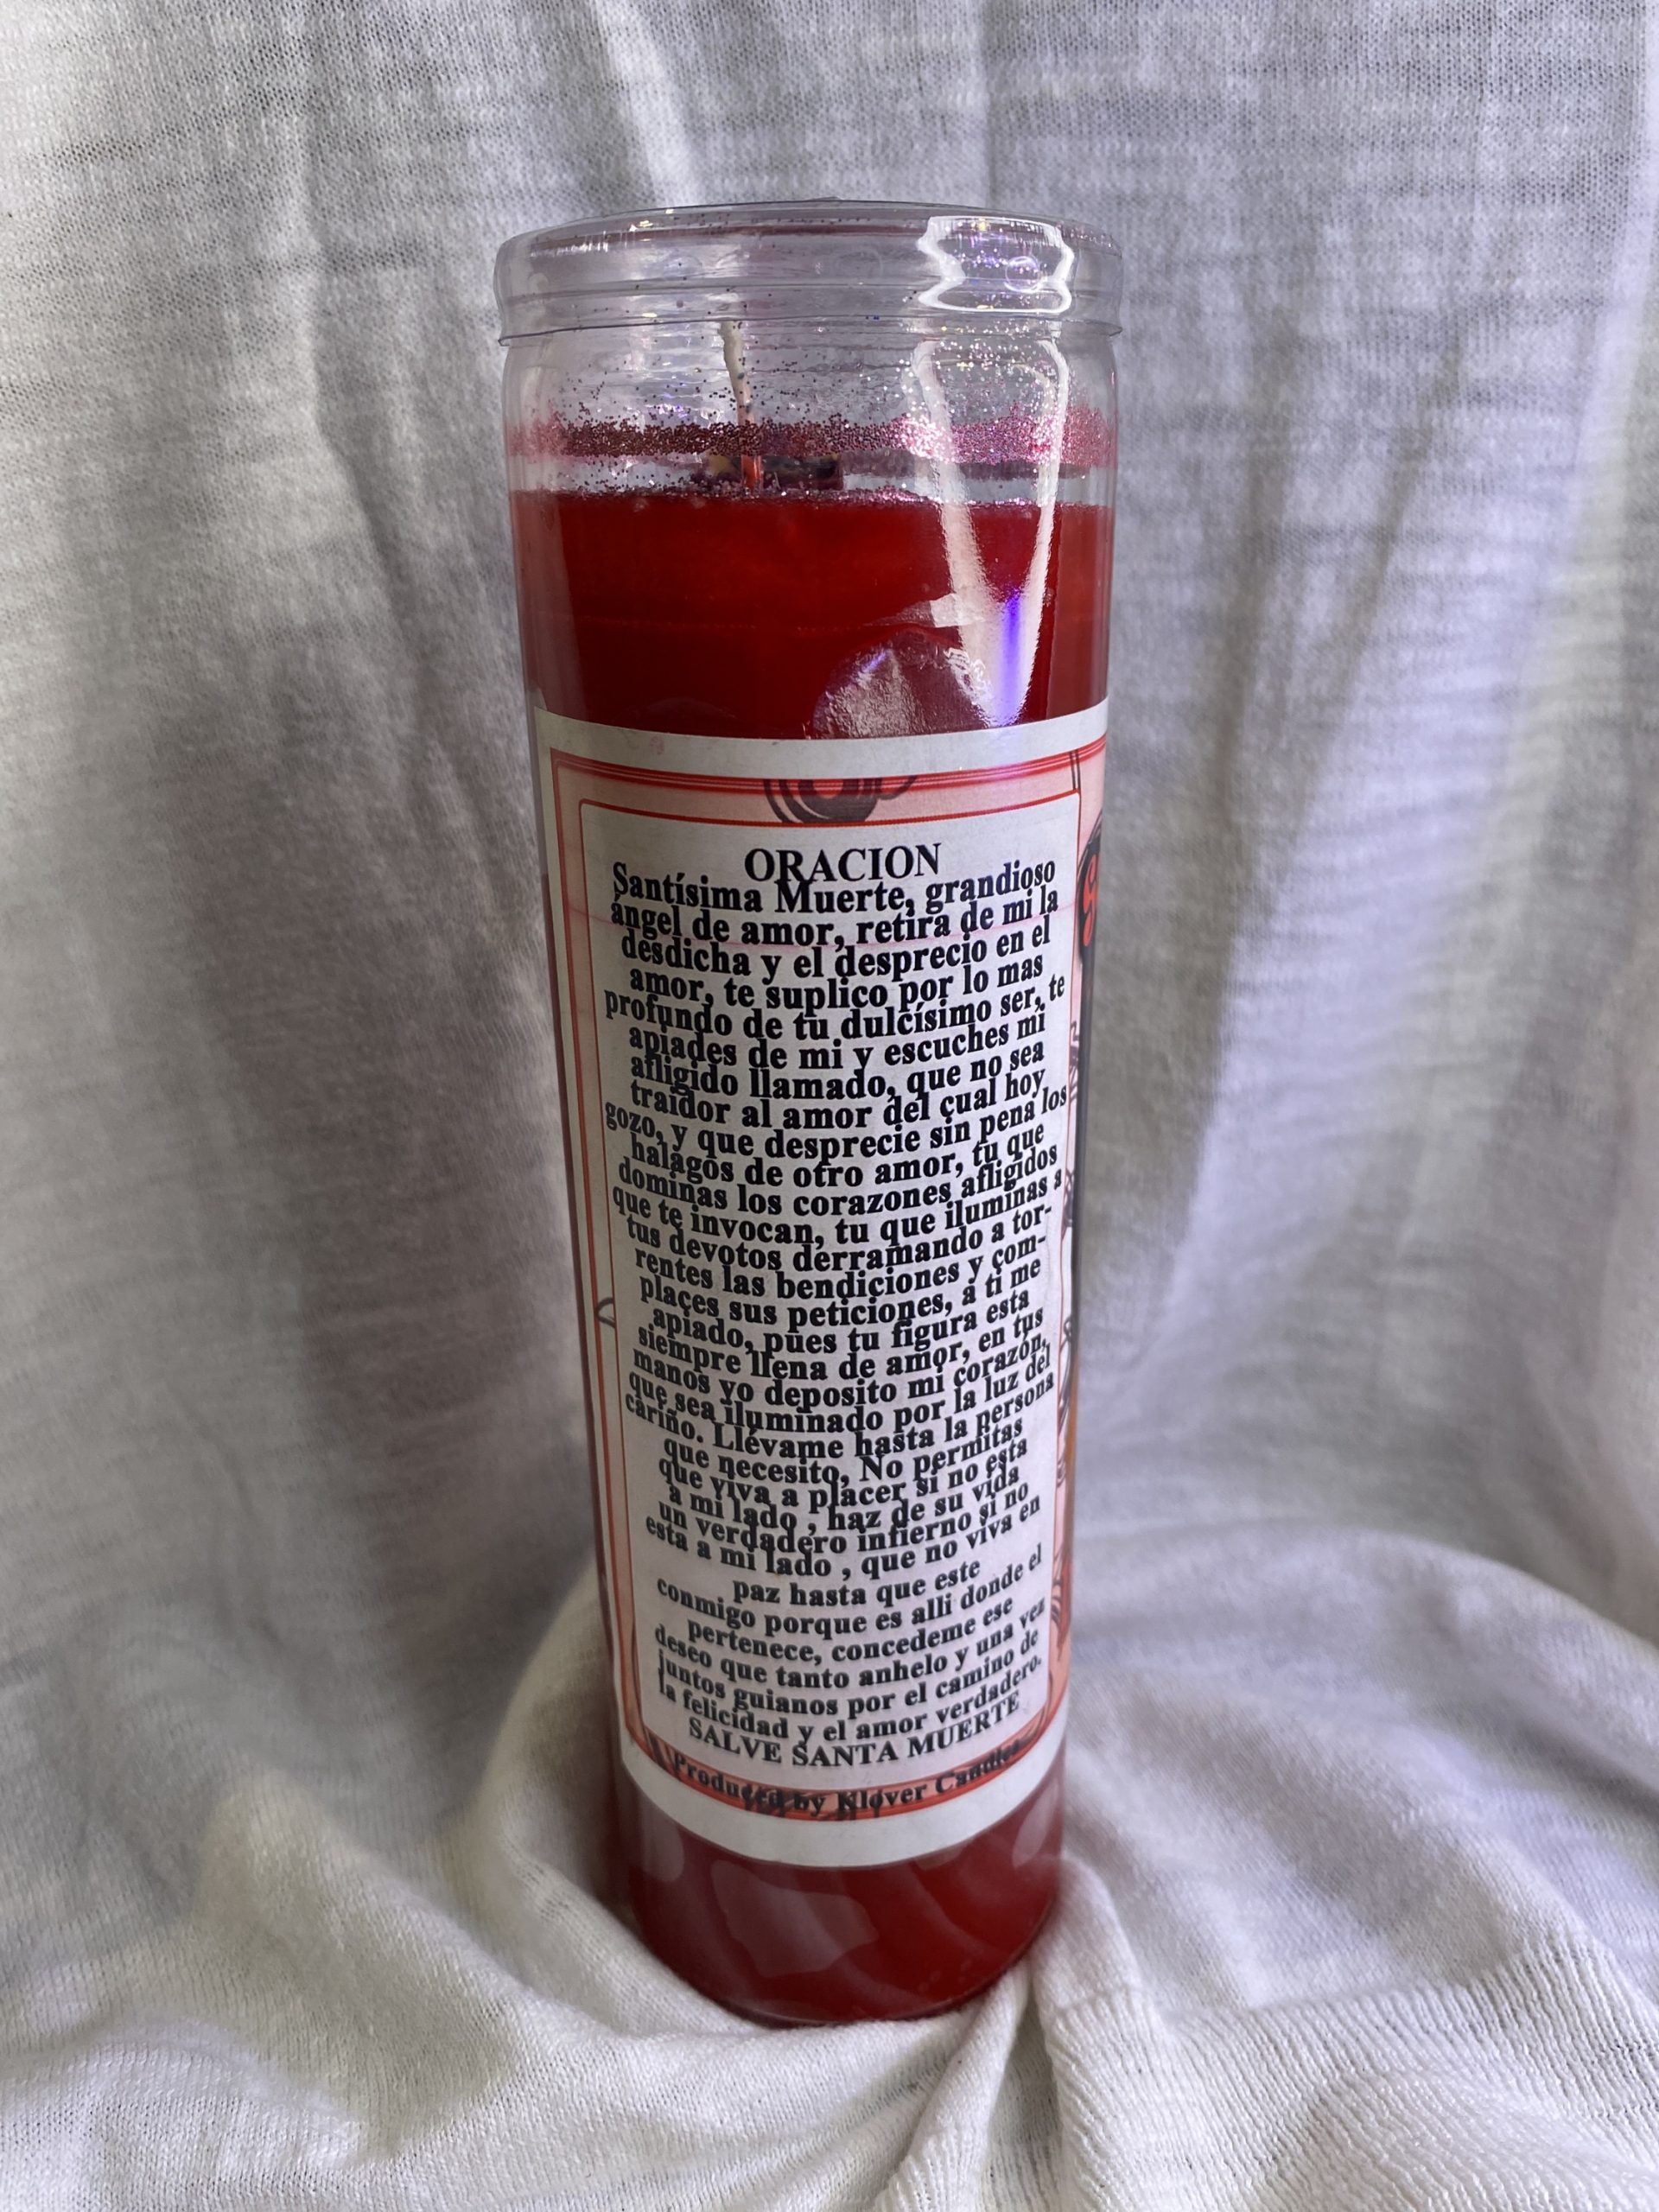 ORACION
Santísima Muerte, grandioso
ángel de amor, retira de mi la
desdicha y el desprecio en el
amor, te suplico por lo mas
profundo de tu dulcísimo ser, te
apiades de mi y escuches mi
afligido llamado, que no sea
traidor al amor del cual hoy
gozo, y que desprecie sin pena los
halagos de otro amor, tu que
dominas los corazones afligidos
que te invocan, tu que iluminas a
tus devotos derramando a tor-
rentes las bendiciones y com-
places sus peticiones, a ti me
apiado, pues tu figura esta
siempre llena de amor, en tus
manos yo deposito mi corazón,
que sea iluminado por la luz del
cariño. Llévame hasta la persona
que necesito, No permitas
que viva a placer si no esta
a mi lado , haz de su vida
un verdadero infierno si no
esta a mi lado , que no viva en
paz hasta que este
conmigo porque es alli donde el
pertenece, concedeme ese
deseo que tanto anhelo y una vez
juntos guianos por el camino de
la felicidad y el amor verdadero.
SALVE SANTA MUERTE
Produced by Klover Candles